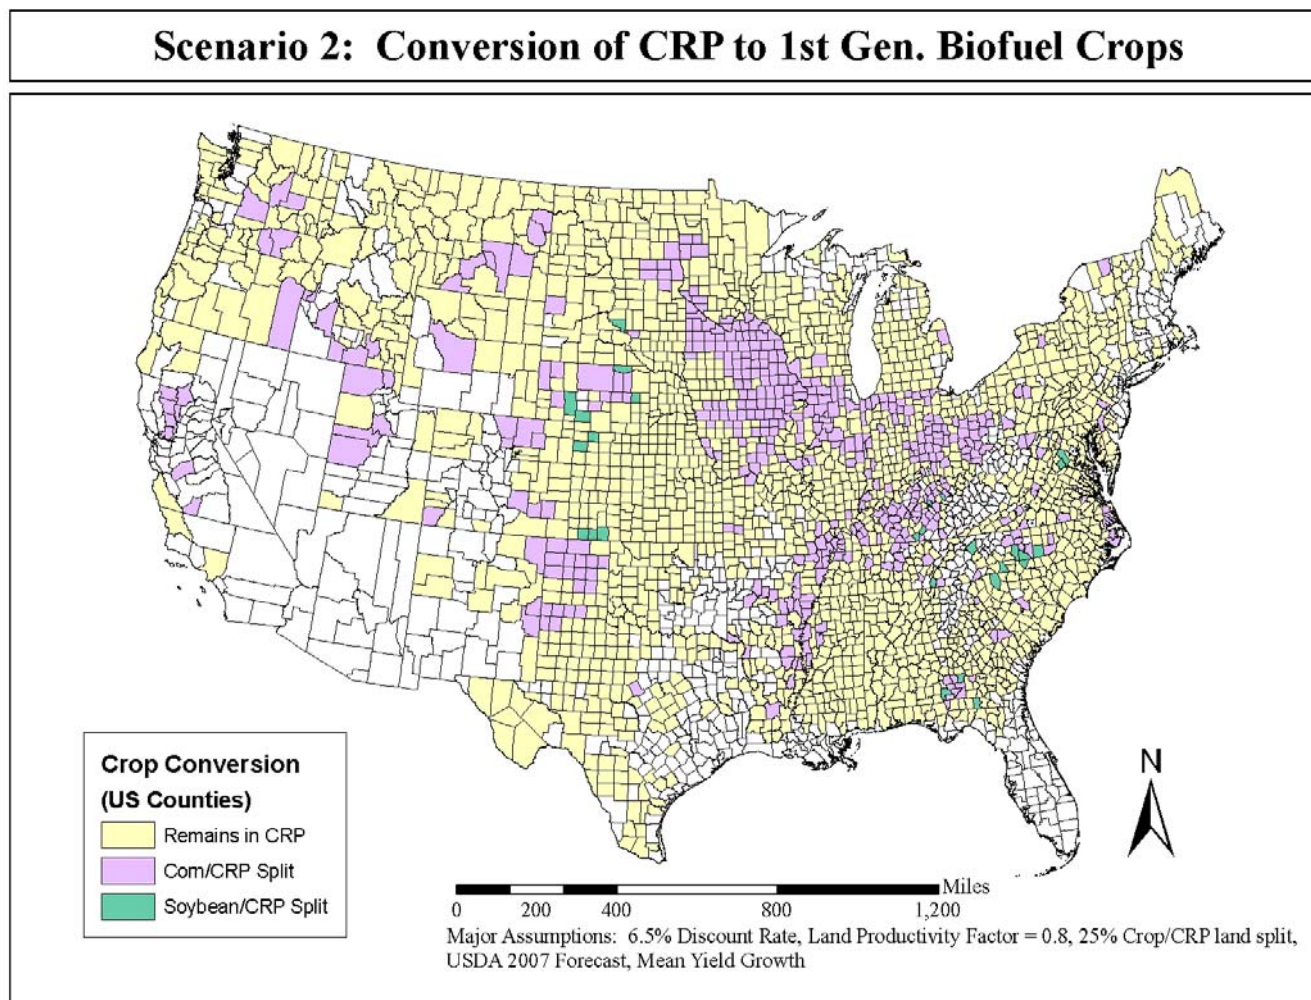 Scenario 2: Conversion of CRP to 1st Gen. Biofuel Crops
N
Crop Conversion
(US Counties)
Remains in CRP
Corn/CRP Split
Soybean/CRP Split
Miles
0 200 400 800 1,200
Major Assumptions: 6.5% Discount Rate, Land Productivity Factor = 0.8, 25% Crop/CRP land split,
USDA 2007 Forecast, Mean Yield Growth